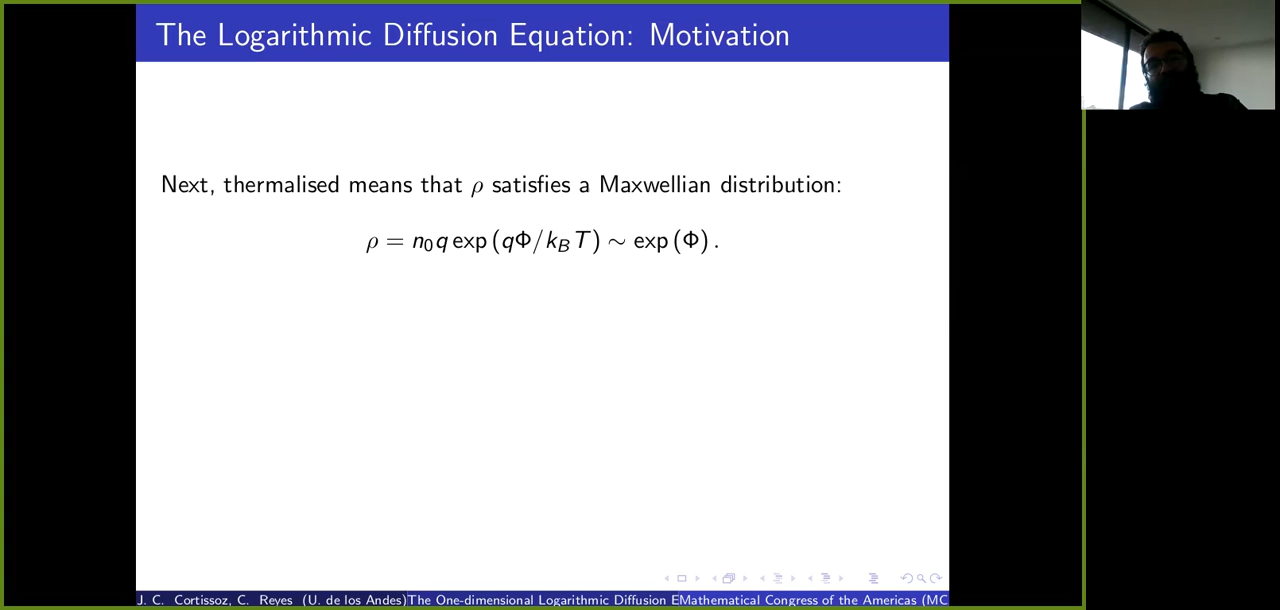 The Logarithmic Diffusion Equation: Motivation
Next, thermalised means that ρ satisfies a Maxwellian distribution:
ρ = n₀q exp (qΦ/k_B T) ∼ exp (Φ) .
J. C. Cortissoz, C. Reyes (U. de los Andes)The One-dimensional Logarithmic Diffusion EMathematical Congress of the Americas (MC